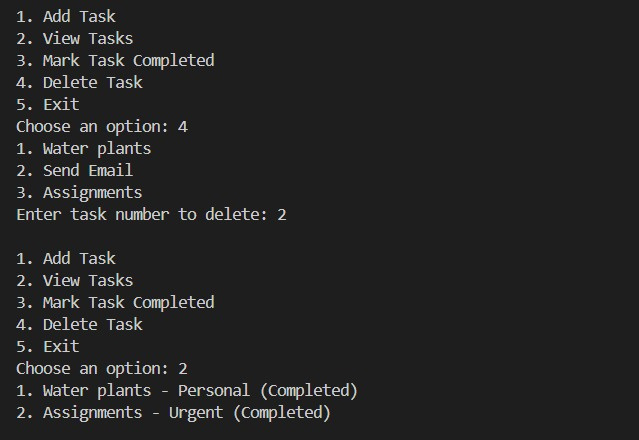 1. Add Task
2. View Tasks
3. Mark Task Completed
4. Delete Task
5. Exit
Choose an option: 4
1. Water plants
2. Send Email
3. Assignments
Enter task number to delete: 2
1. Add Task
2. View Tasks
3. Mark Task Completed
4. Delete Task
5. Exit
Choose an option: 2
1. Water plants - Personal (Completed)
2. Assignments - Urgent (Completed)